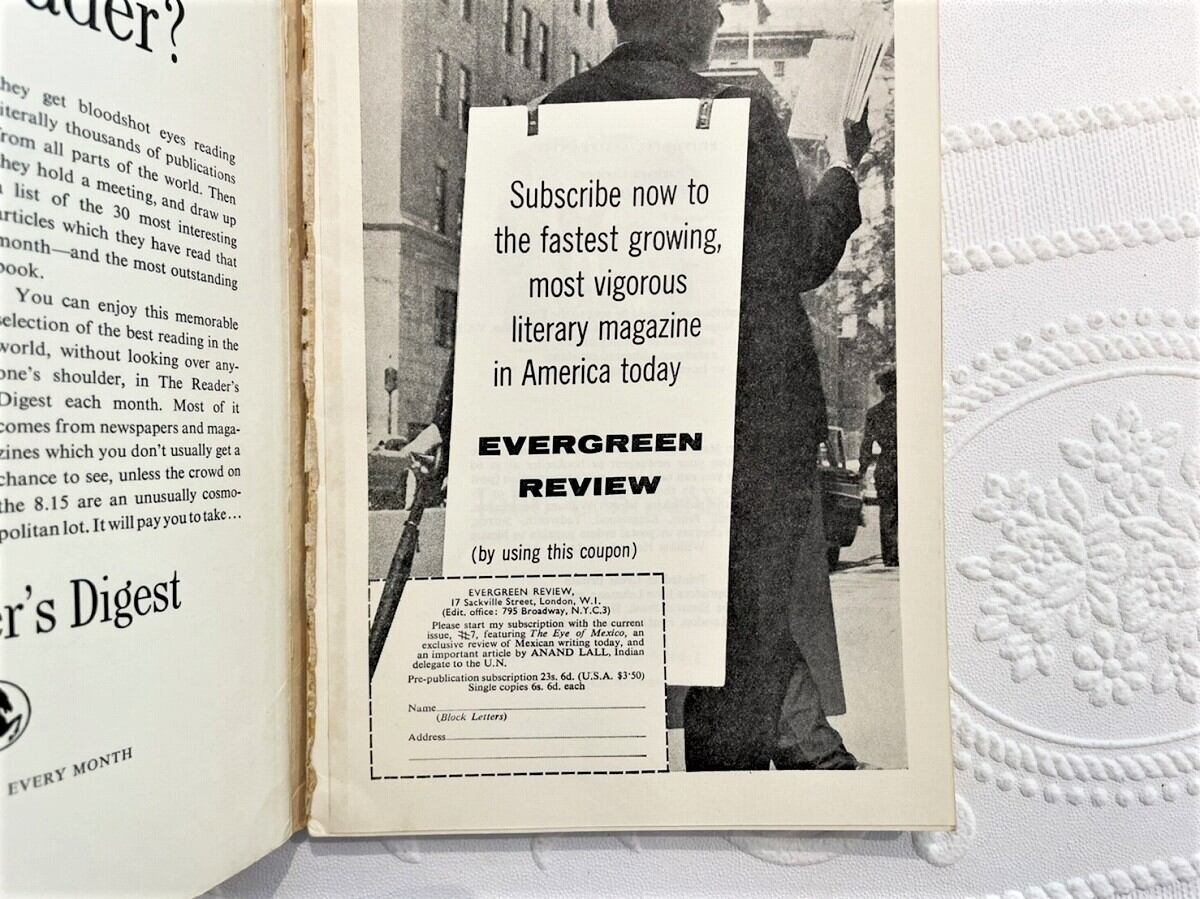 ader?
hey get bloodshot eyes reading
iterally thousands of publications
rom all parts of the world. Then
hey hold a meeting, and draw up
list of the 30 most interesting
articles which they have read that
month—and the most outstanding
book.
You can enjoy this memorable
selection of the best reading in the
world, without looking over any-
one's shoulder, in The Reader's
Digest each month. Most of it
comes from newspapers and maga-
zines which you don't usually get a
chance to see, unless the crowd on
the 8.15 are an unusually cosmo-
politan lot. It will pay you to take...
er's Digest
EVERY MONTH
Subscribe now to
the fastest growing,
most vigorous
literary magazine
in America today
EVERGREEN
REVIEW
(by using this coupon)
EVERGREEN REVIEW,
17 Sackville Street, London, W.1.
(Edit. office: 795 Broadway, N.Y.C.3)
Please start my subscription with the current
issue, #7, featuring The Eye of Mexico, an
exclusive review of Mexican writing today, and
an important article by ANAND LALL, Indian
delegate to the U.N.
Pre-publication subscription 23s. 6d. (U.S.A. $3·50)
Single copies 6s. 6d. each
Name
(Block Letters)
Address